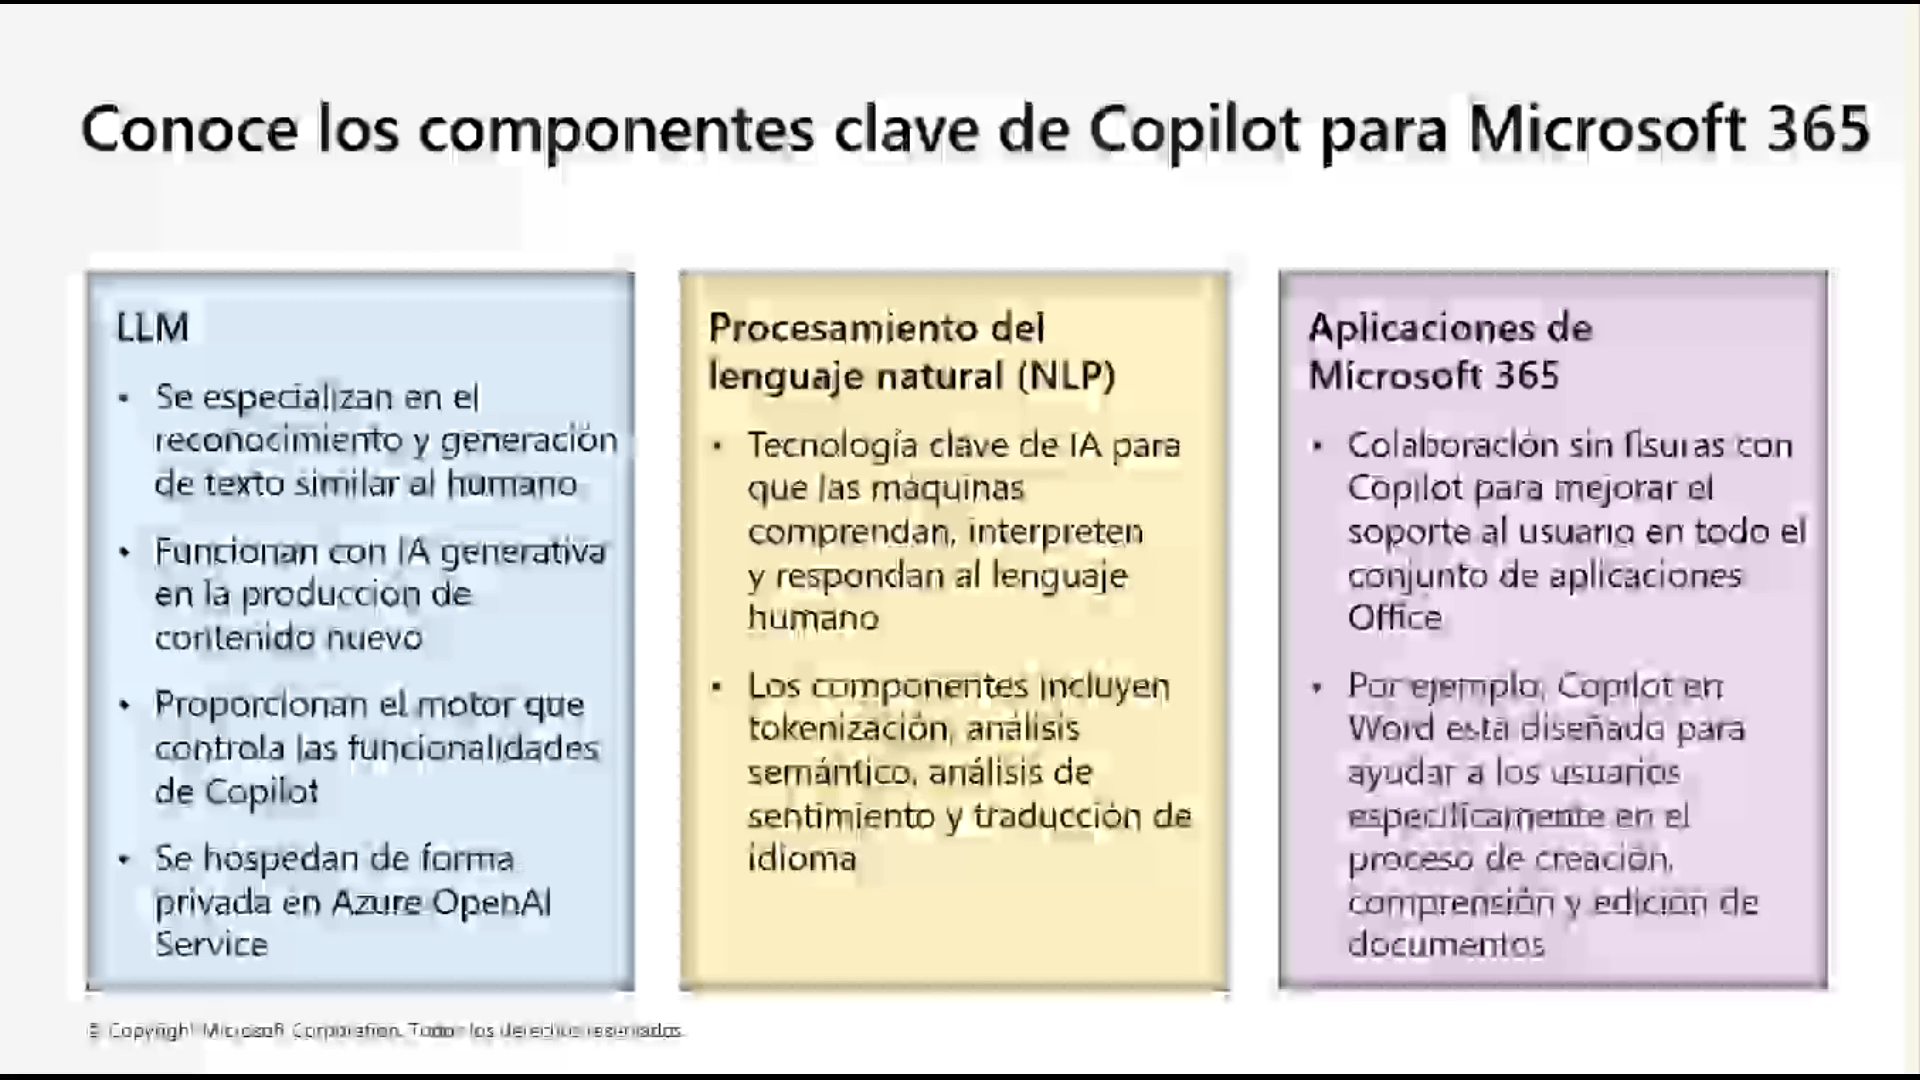 Conoce los componentes clave de Copilot para Microsoft 365
LLM
• Se especializan en el
reconocimiento y generación
de texto similar al humano
• Funcionan con IA generativa
en la producción de
contenido nuevo
• Proporcionan el motor que
controla las funcionalidades
de Copilot
• Se hospedan de forma
privada en Azure OpenAI
Service
Procesamiento del
lenguaje natural (NLP)
• Tecnología clave de IA para
que las máquinas
comprendan, interpreten
y respondan al lenguaje
humano
• Los componentes incluyen
tokenización, análisis
semántico, análisis de
sentimiento y traducción de
idioma
Aplicaciones de
Microsoft 365
• Colaboración sin fisuras con
Copilot para mejorar el
soporte al usuario en todo el
conjunto de aplicaciones
Office
• Por ejemplo, Copilot en
Word está diseñado para
ayudar a los usuarios
específicamente en el
proceso de creación,
comprensión y edición de
documentos
© Copyright Microsoft Corporation. Todos los derechos reservados.